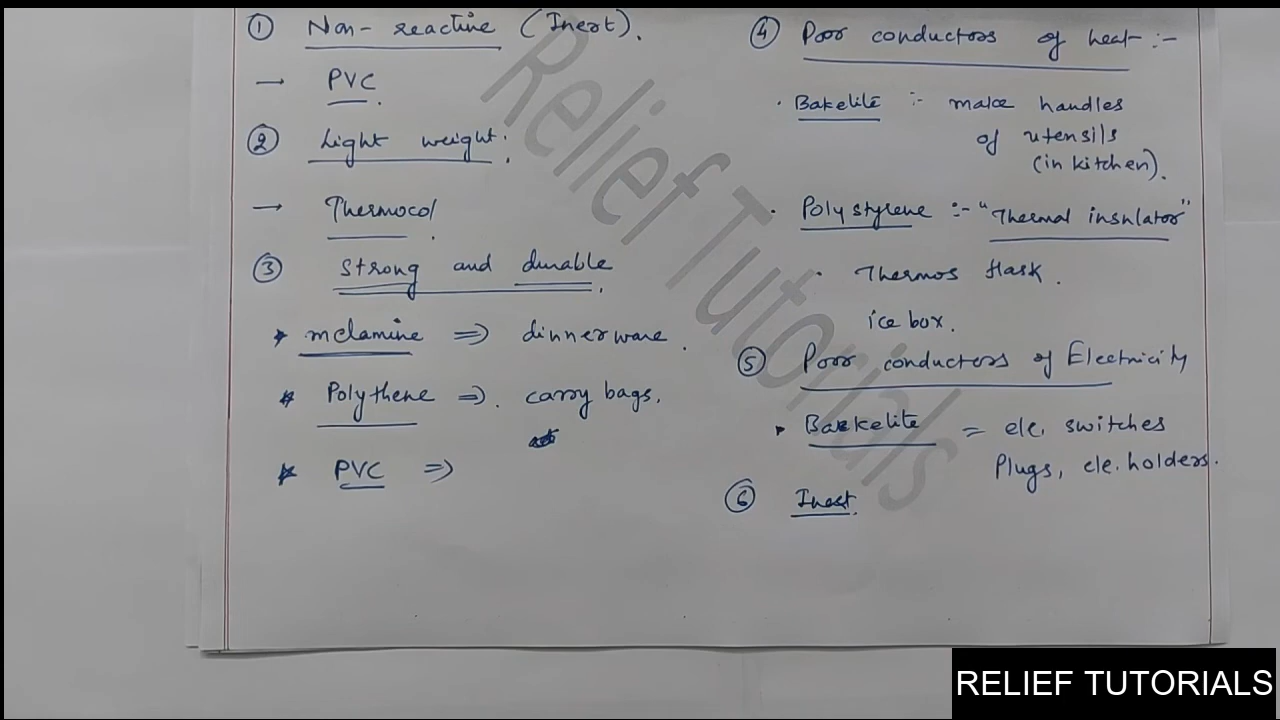 ① Non-reactive (Inert).
→ PVC.
② Light weight:
→ Thermocol.
③ Strong and durable.
* melamine ⇒ dinnerware.
* Polythene ⇒ carry bags.
* PVC ⇒
④ Poor conductors of heat :-
· Bakelite :- make handles
of utensils
(in kitchen).
· Polystyrene :- "Thermal insulator"
· Thermos flask.
ice box.
⑤ Poor conductors of Electricity
· Bakelite = ele. switches
Plugs, ele. holders.
⑥ Inert.
Relief Tutorials
RELIEF TUTORIALS